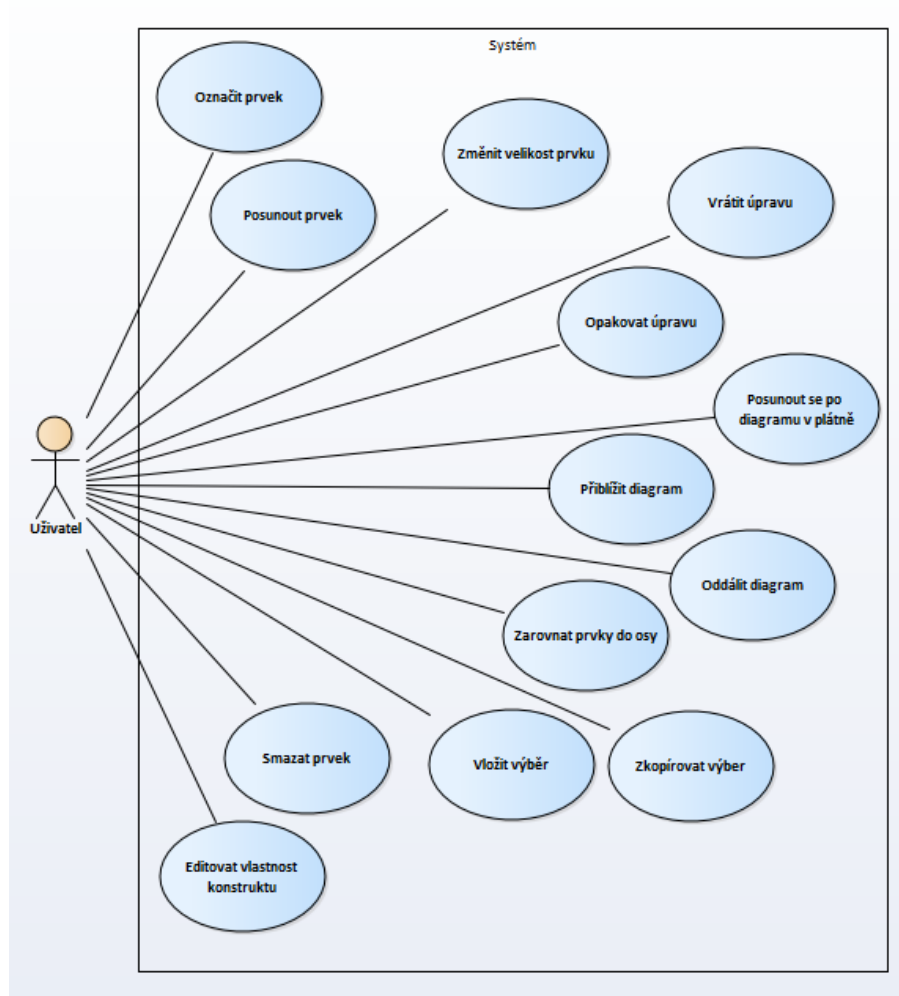 Systém
Označit prvek
Změnit velikost prvku
Vrátit úpravu
Posunout prvek
Opakovat úpravu
Posunout se po
diagramu v plátně
Přiblížit diagram
Uživatel
Oddálit diagram
Zarovnat prvky do osy
Smazat prvek
Vložit výběr
Zkopírovat výber
Editovat vlastnost
konstruktu